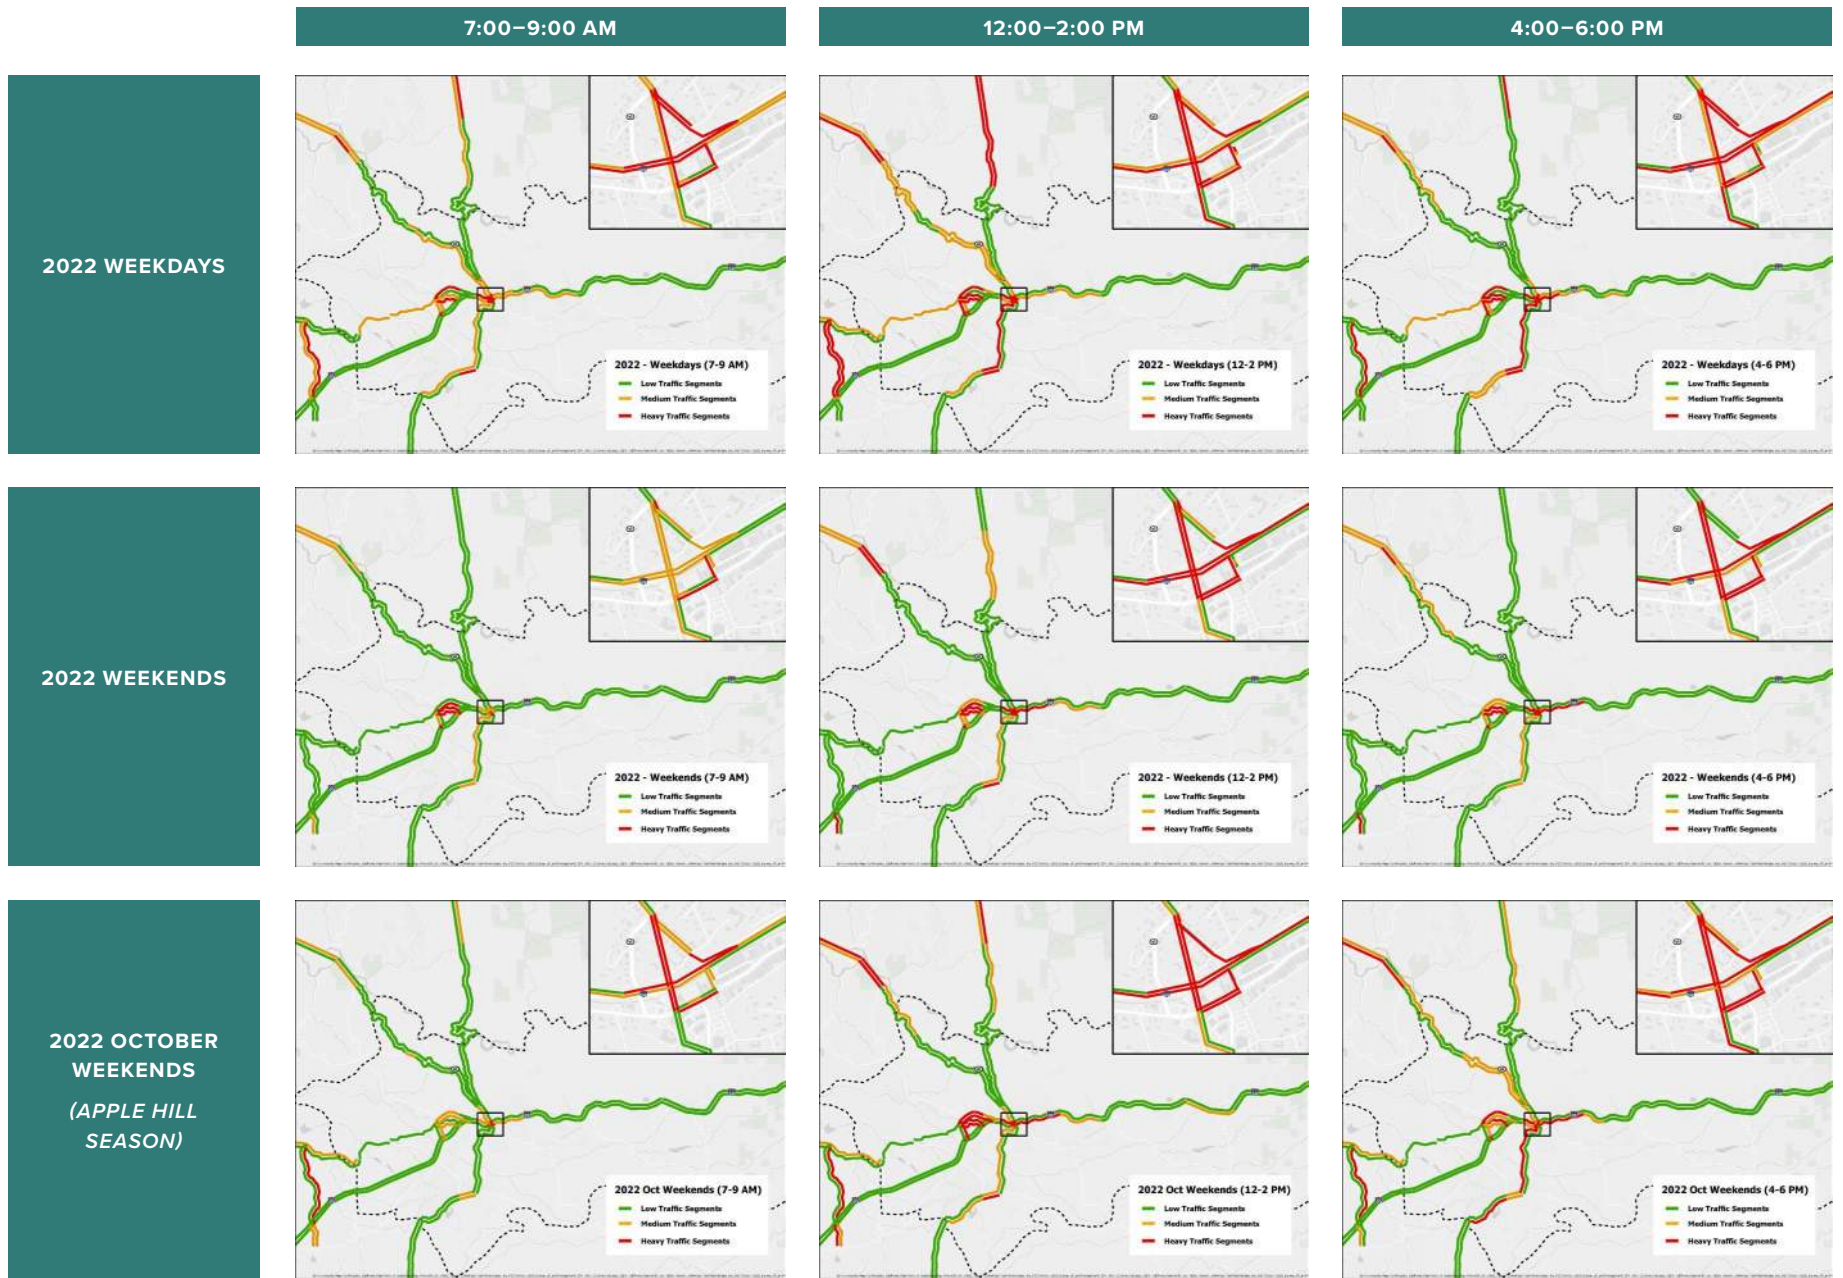 7:00–9:00 AM
12:00–2:00 PM
4:00–6:00 PM
2022 WEEKDAYS
2022 - Weekdays (7-9 AM)
Low Traffic Segments
Medium Traffic Segments
Heavy Traffic Segments
2022 - Weekdays (12-2 PM)
Low Traffic Segments
Medium Traffic Segments
Heavy Traffic Segments
2022 - Weekdays (4-6 PM)
Low Traffic Segments
Medium Traffic Segments
Heavy Traffic Segments
2022 WEEKENDS
2022 - Weekends (7-9 AM)
Low Traffic Segments
Medium Traffic Segments
Heavy Traffic Segments
2022 - Weekends (12-2 PM)
Low Traffic Segments
Medium Traffic Segments
Heavy Traffic Segments
2022 - Weekends (4-6 PM)
Low Traffic Segments
Medium Traffic Segments
Heavy Traffic Segments
2022 OCTOBER
WEEKENDS
(APPLE HILL
SEASON)
2022 Oct Weekends (7-9 AM)
Low Traffic Segments
Medium Traffic Segments
Heavy Traffic Segments
2022 Oct Weekends (12-2 PM)
Low Traffic Segments
Medium Traffic Segments
Heavy Traffic Segments
2022 Oct Weekends (4-6 PM)
Low Traffic Segments
Medium Traffic Segments
Heavy Traffic Segments